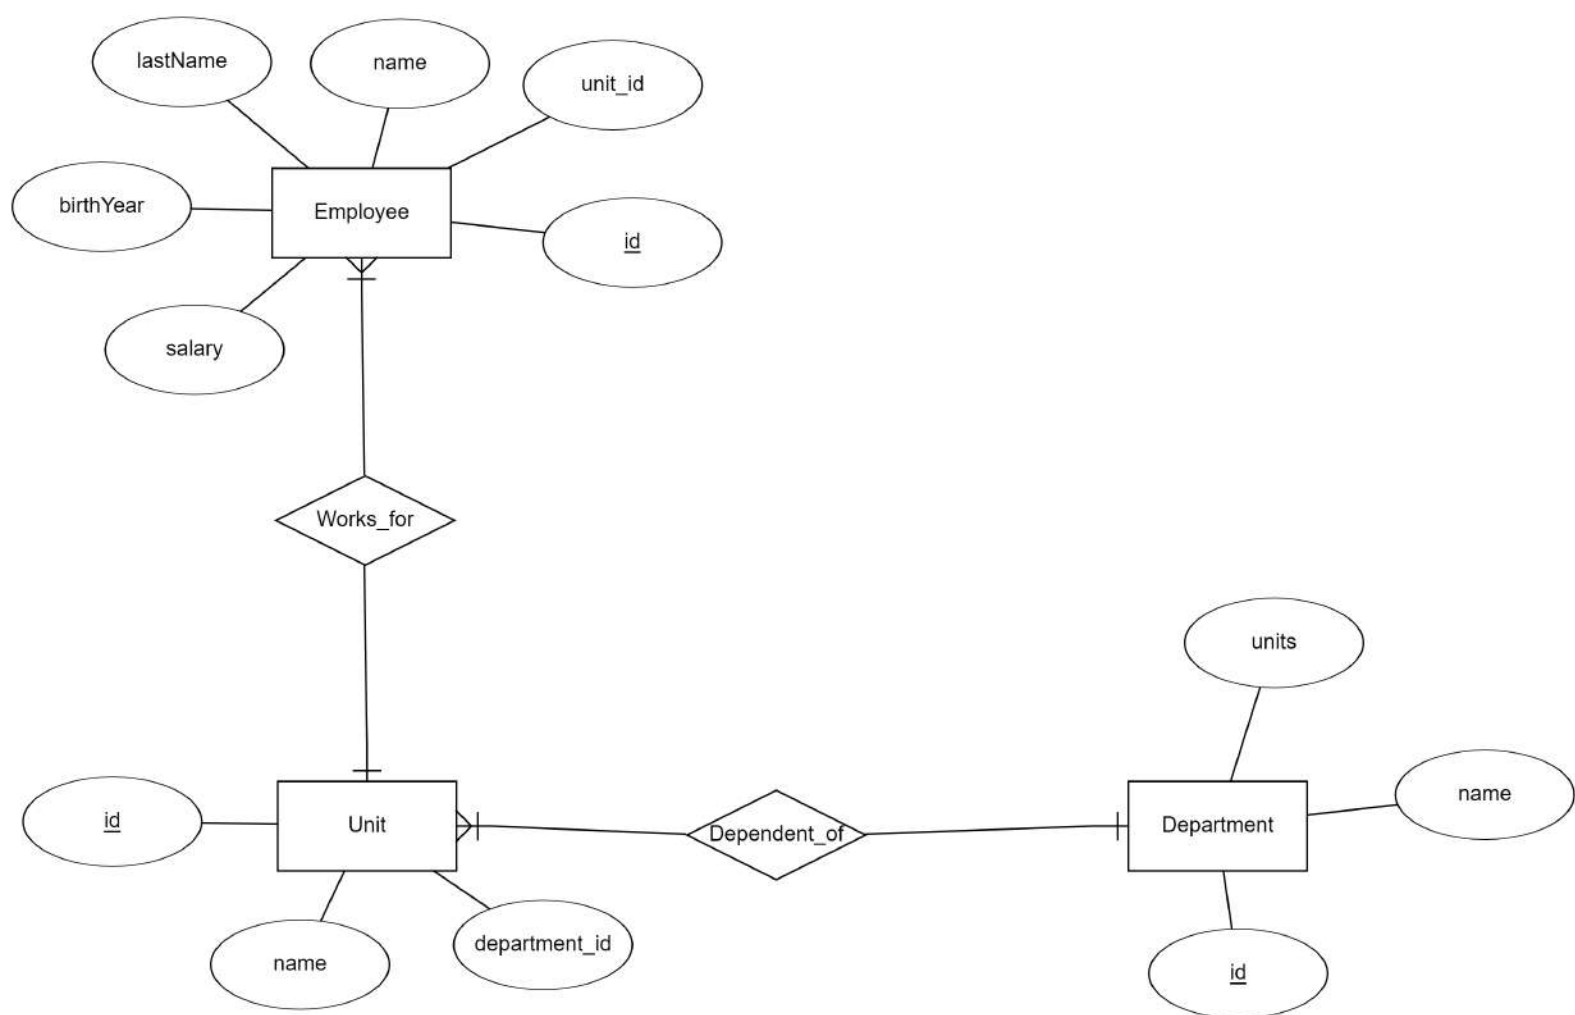 lastName
name
unit_id
birthYear
Employee
id
salary
Works_for
units
id
Unit
Dependent_of
Department
name
name
department_id
id